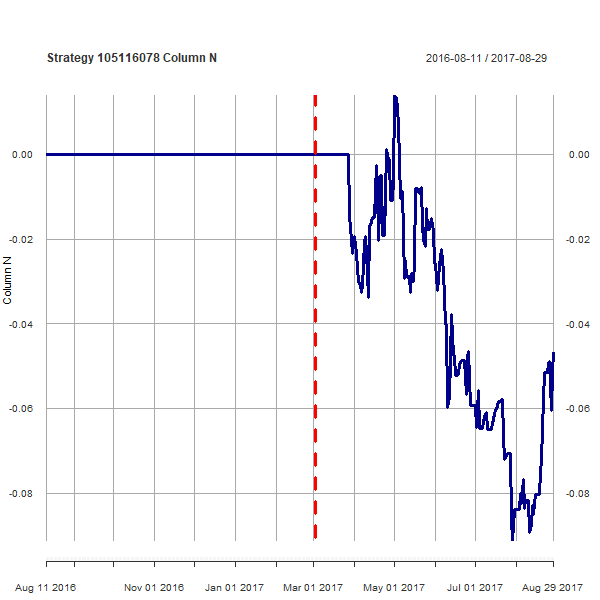 Strategy 105116078 Column N
2016-08-11 / 2017-08-29
0.00
0.00
-0.02
-0.02
Column N
-0.04
-0.04
-0.06
-0.06
-0.08
-0.08
Aug 11 2016
Nov 01 2016
Jan 01 2017
Mar 01 2017
May 01 2017
Jul 01 2017
Aug 29 2017